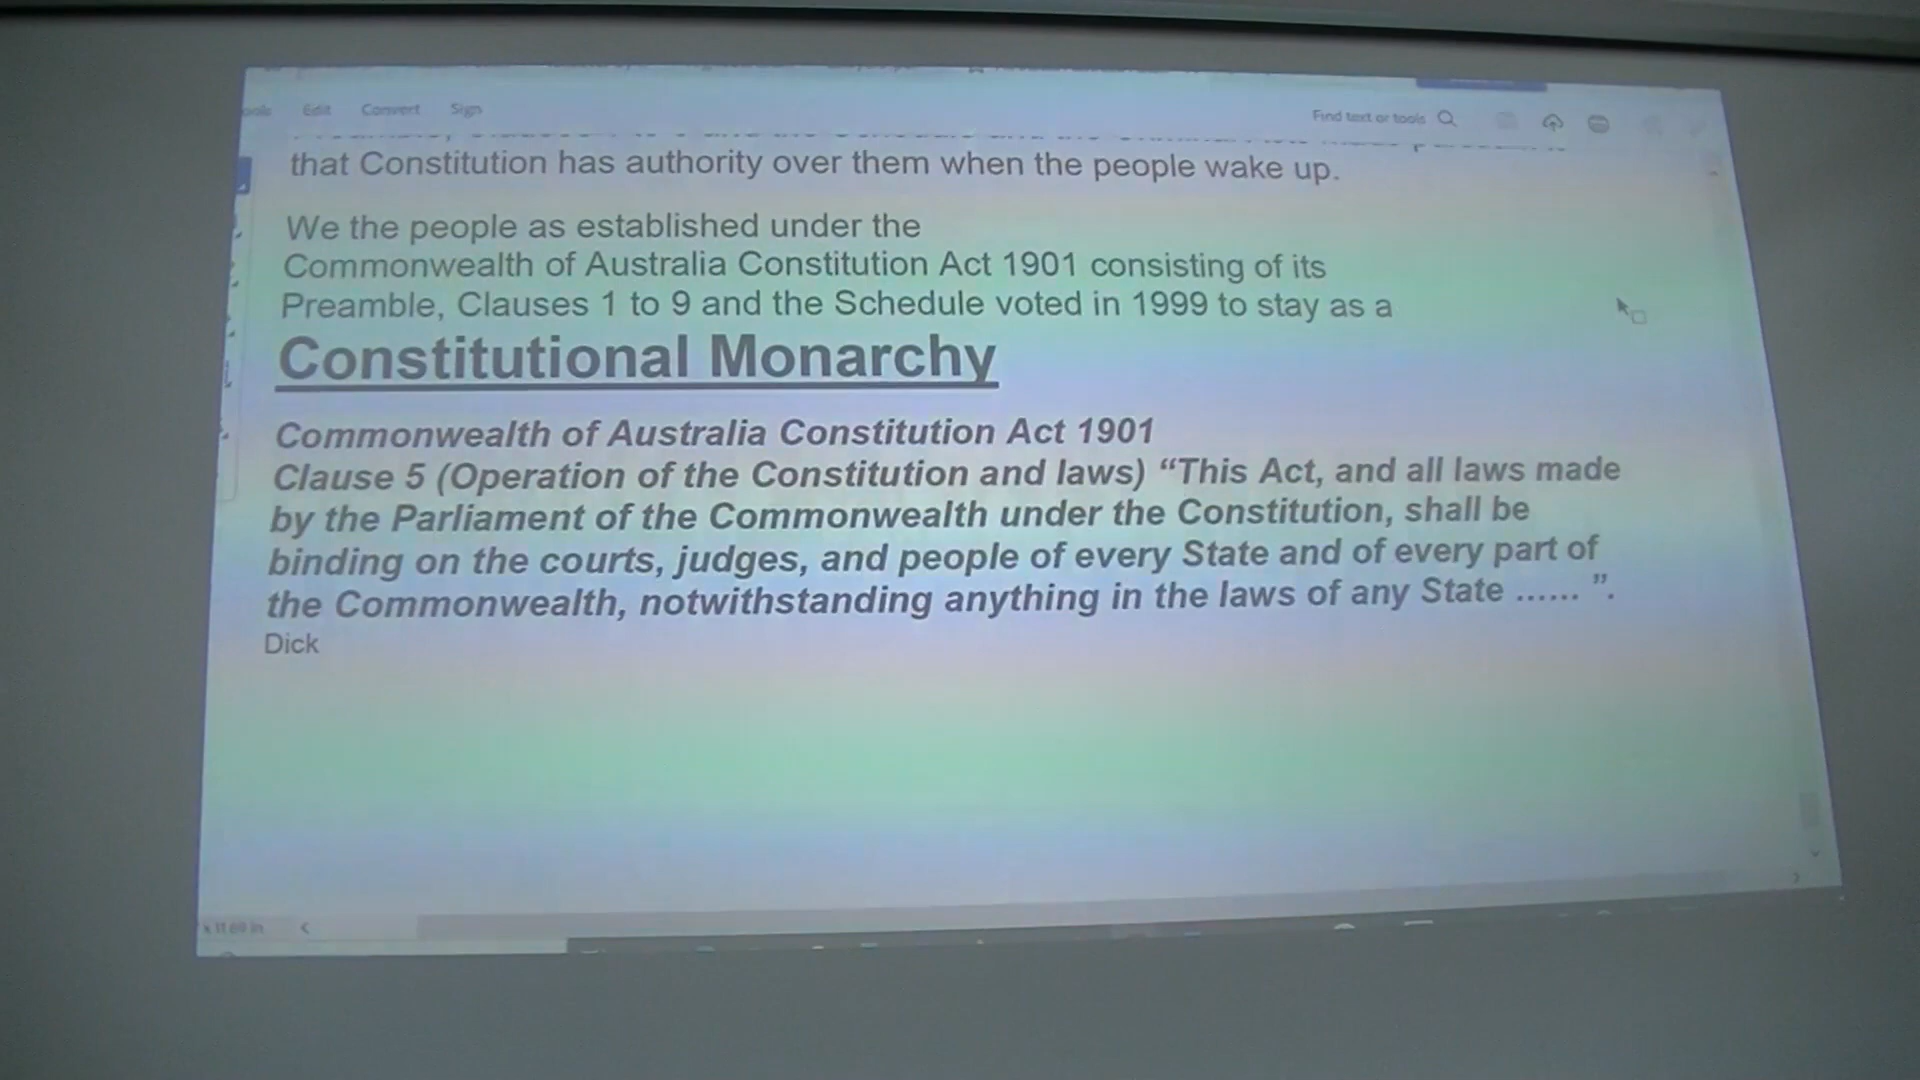 Edit Convert Sign
Find text or tools
that Constitution has authority over them when the people wake up.
We the people as established under the
Commonwealth of Australia Constitution Act 1901 consisting of its
Preamble, Clauses 1 to 9 and the Schedule voted in 1999 to stay as a
Constitutional Monarchy
Commonwealth of Australia Constitution Act 1901
Clause 5 (Operation of the Constitution and laws) “This Act, and all laws made
by the Parliament of the Commonwealth under the Constitution, shall be
binding on the courts, judges, and people of every State and of every part of
the Commonwealth, notwithstanding anything in the laws of any State ...... ”.
Dick
x 11.69 in